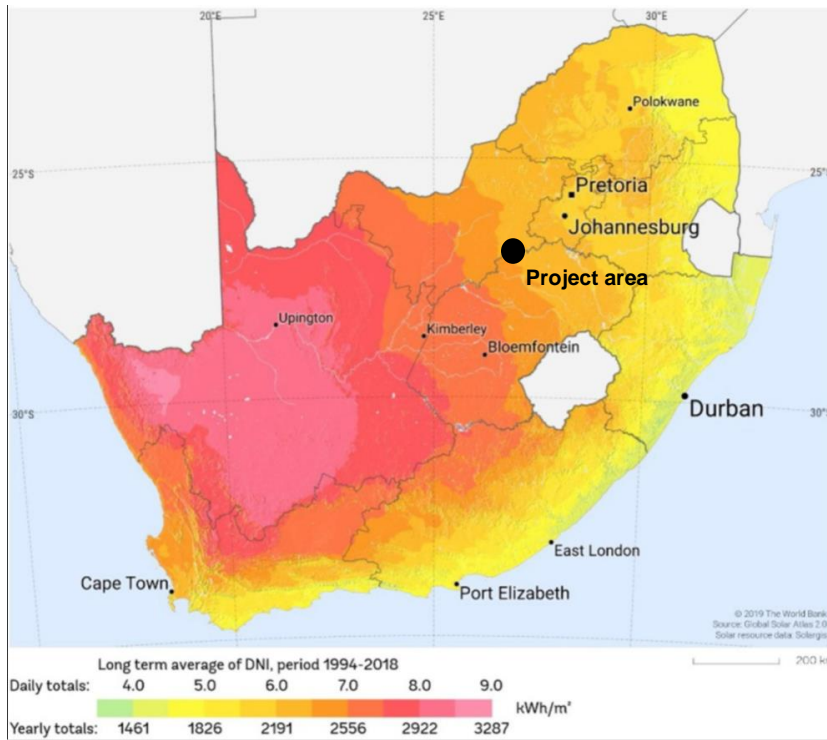 20°E 25°E 30°E
Polokwane
25°S 25°
Pretoria
Johannesburg
Project area
Upington
Kimberley
Bloemfontein
30°S 30°
Durban
East London
Cape Town
Port Elizabeth
© 2019 The World Bank
Source: Global Solar Atlas 2.0
Solar resource data: Solargis
Long term average of DNI, period 1994-2018
200 k
Daily totals: 4.0 5.0 6.0 7.0 8.0 9.0
kWh/m²
Yearly totals: 1461 1826 2191 2556 2922 3287